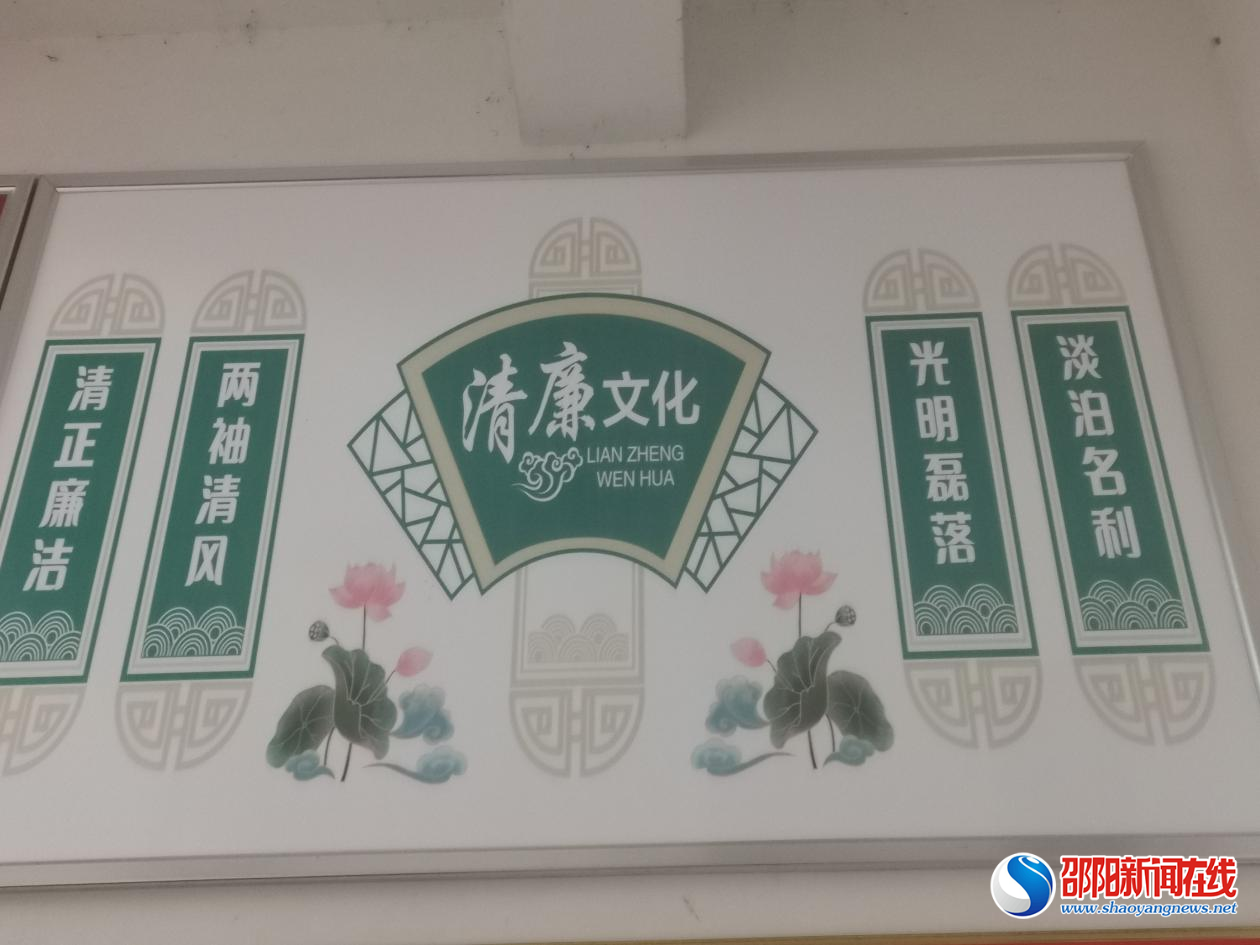 清正廉洁
两袖清风
清廉文化
LIAN ZHENG
WEN HUA
光明磊落
淡泊名利
邵阳新闻在线
www.shaoyangnews.net